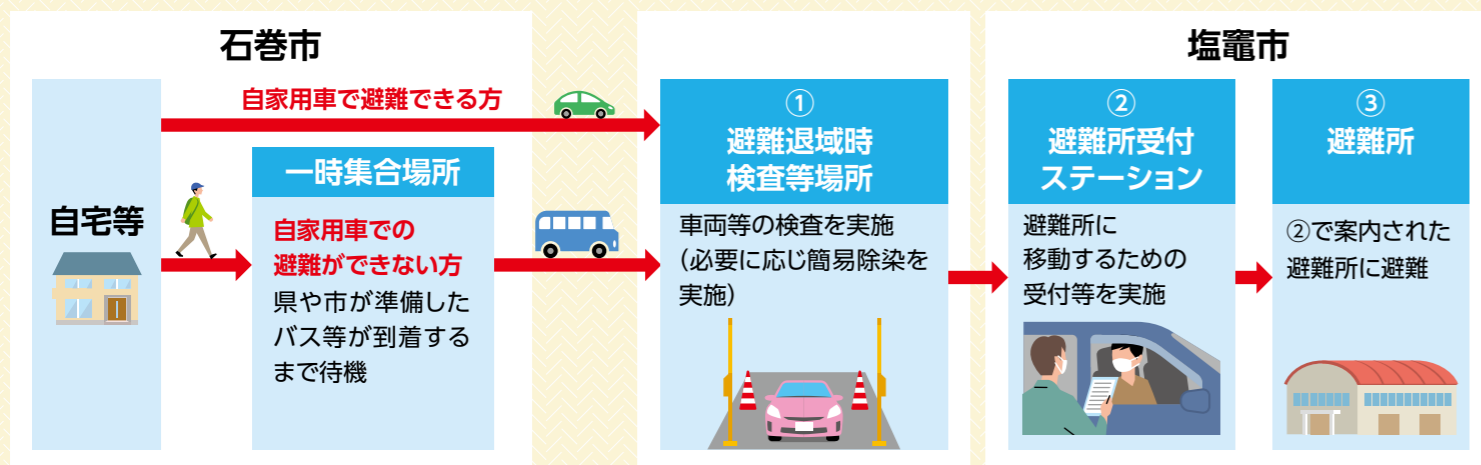 石巻市
自宅等
自家用車で避難できる方
一時集合場所
自家用車での
避難ができない方
県や市が準備した
バス等が到着する
まで待機
①
避難退域時
検査等場所
車両等の検査を実施
（必要に応じ簡易除染を
実施）
塩竈市
②
避難所受付
ステーション
避難所に
移動するための
受付等を実施
③
避難所
②で案内された
避難所に避難